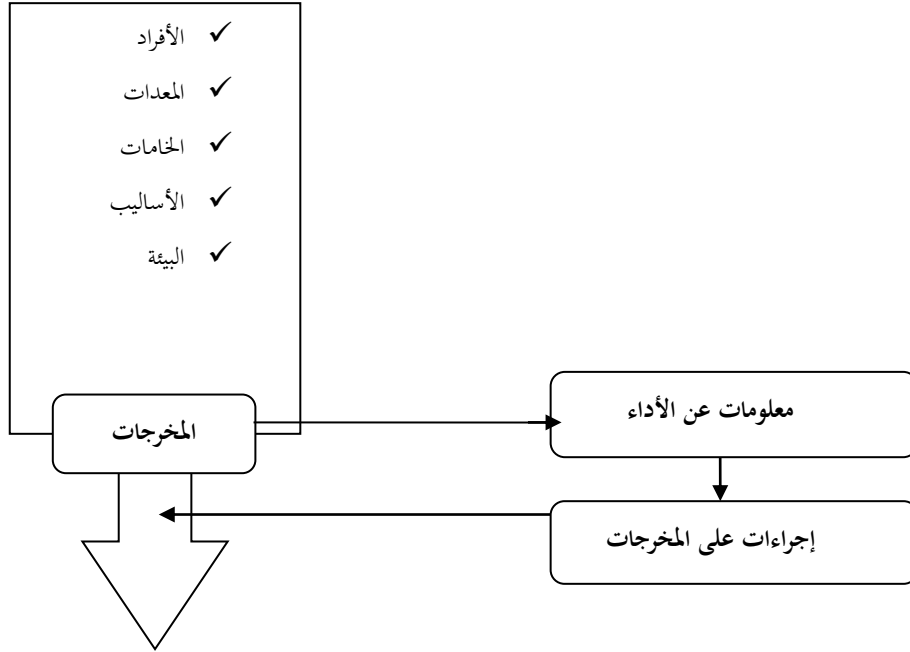 ✓ الأفراد
✓ المعدات
✓ الخامات
✓ الأساليب
✓ البيئة
المخرجات
معلومات عن الأداء
إجراءات على المخرجات